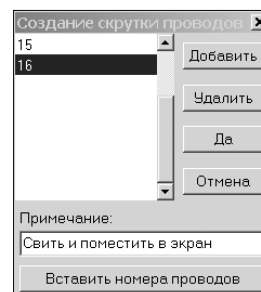 Создание скрутки проводов
15
16
Добавить
Удалить
Да
Отмена
Примечание:
Свить и поместить в экран
Вставить номера проводов